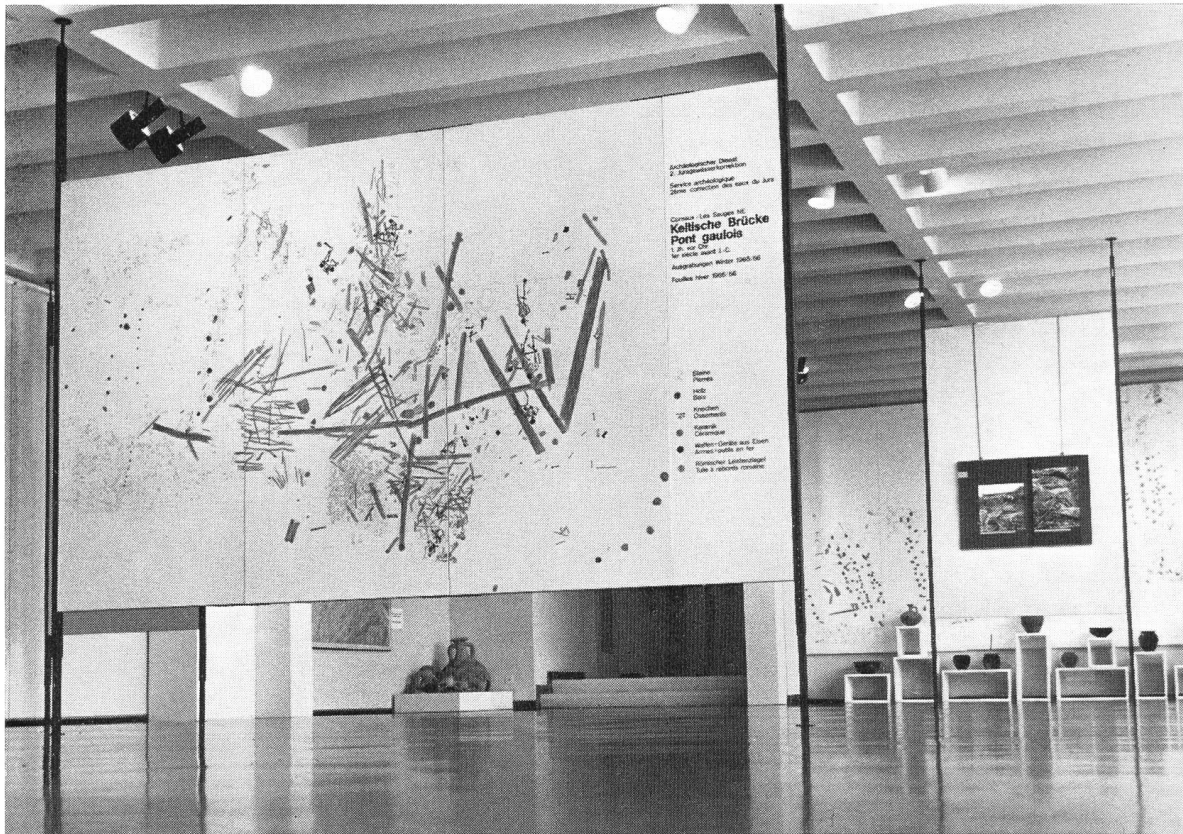 Archäologischer Dienst
2. Juragewässerkorrektion
Service archéologique
2ème correction des eaux du Jura
Cornaux-Les Sauges NE
Keltische Brücke
Pont gaulois
1. Jh. vor Chr.
1er siècle avant J.-C.
Ausgrabungen Winter 1965/66
Fouilles hiver 1965/66
Steine
Pierres
Holz
Bois
Knochen
Ossements
Keramik
Céramique
Waffen-Geräte aus Eisen
Armes-outils en fer
Römischer Leistenziegel
Tuile à rebords romaine